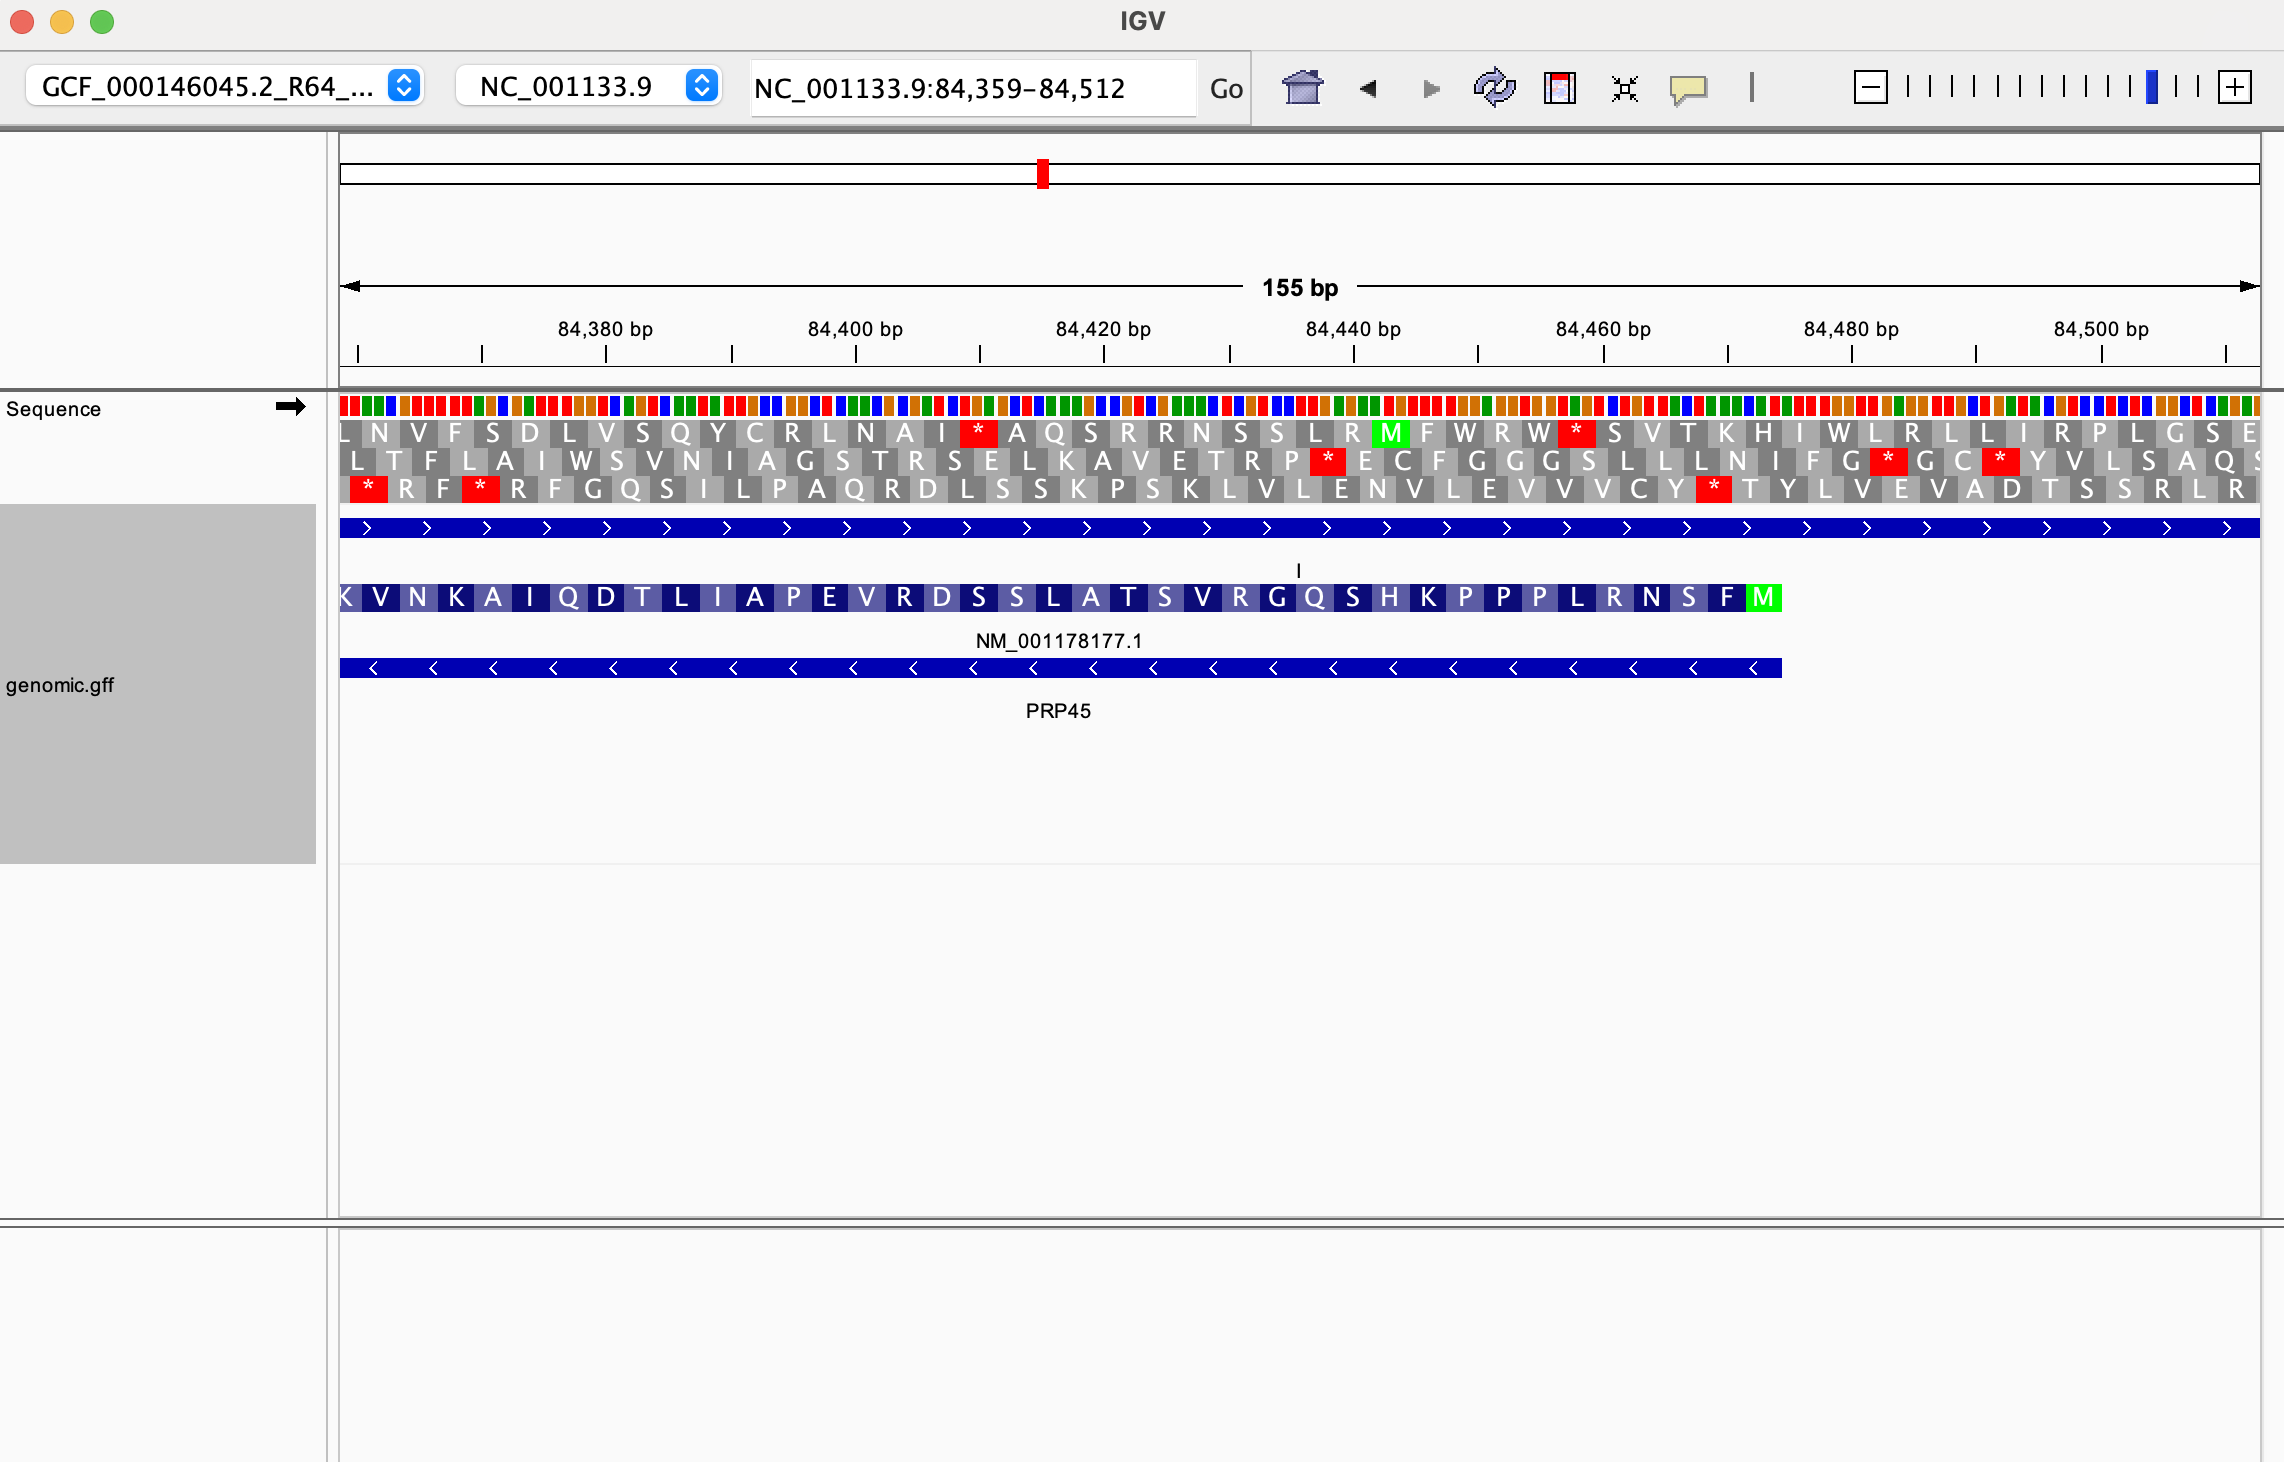 IGV
GCF_000146045.2_R64_... NC_001133.9 NC_001133.9:84,359-84,512 Go
155 bp
84,380 bp 84,400 bp 84,420 bp 84,440 bp 84,460 bp 84,480 bp 84,500 bp
Sequence
L N V F S D L V S Q Y C R L N A I * A Q S R R N S S L R M F W R W * S V T K H I W L R L L I R P L G S E
L T F L A I W S V N I A G S T R S E L K A V E T R P * E C F G G G S L L L N I F G * G C * Y V L S A Q S
* R F * R F G Q S I L P A Q R D L S S K P S K L V L E N V L E V V V C Y * T Y L V E V A D T S S R L R
K V N K A I Q D T L I A P E V R D S S L A T S V R G Q S H K P P P L R N S F M
NM_001178177.1
genomic.gff
PRP45